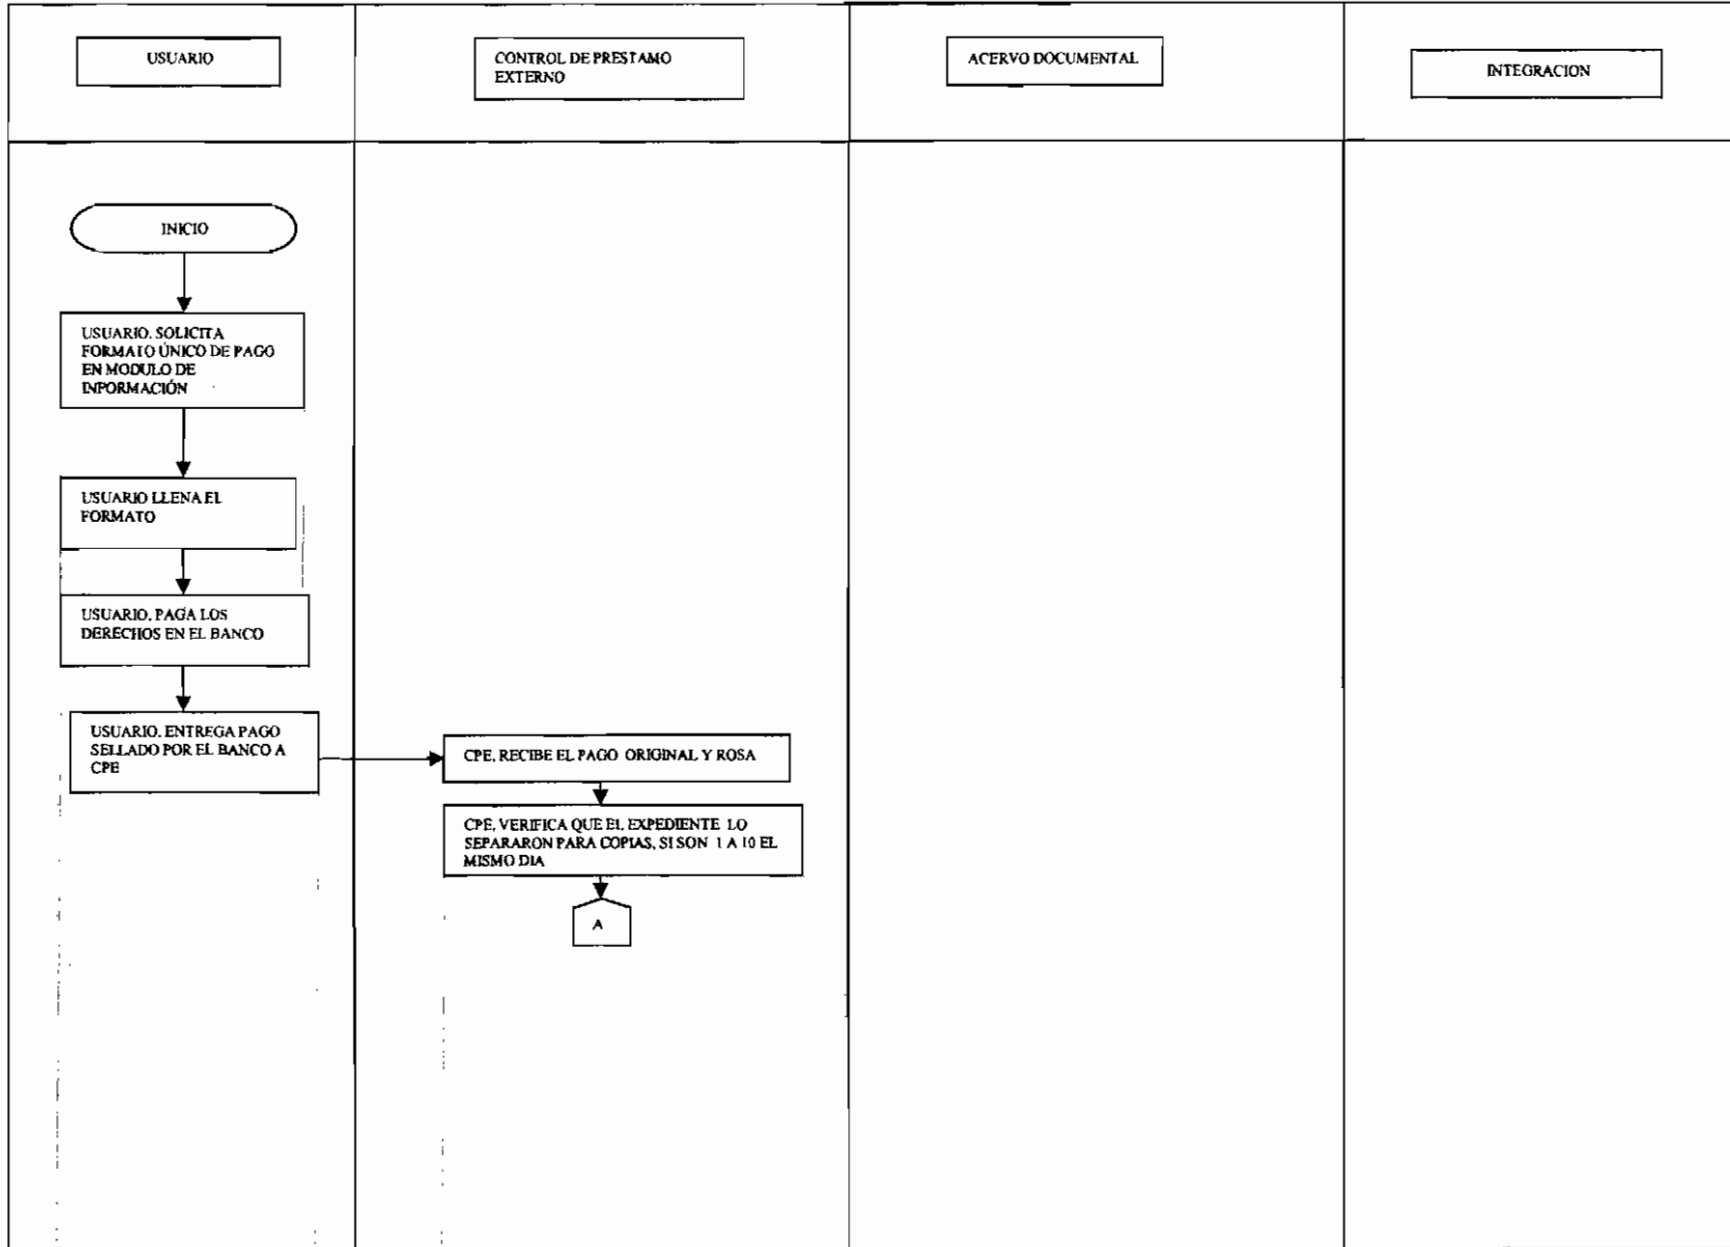 USUARIO
CONTROL DE PRESTAMO
EXTERNO
ACERVO DOCUMENTAL
INTEGRACION
INICIO
USUARIO. SOLICITA
FORMATO ÚNICO DE PAGO
EN MODULO DE
INFORMACIÓN
USUARIO LLENA EL
FORMATO
USUARIO. PAGA LOS
DERECHOS EN EL BANCO
USUARIO. ENTREGA PAGO
SELLADO POR EL BANCO A
CPE
CPE, RECIBE EL PAGO ORIGINAL Y ROSA
CPE, VERIFICA QUE EL EXPEDIENTE LO
SEPARARON PARA COPIAS, SI SON 1 A 10 EL
MISMO DIA
A